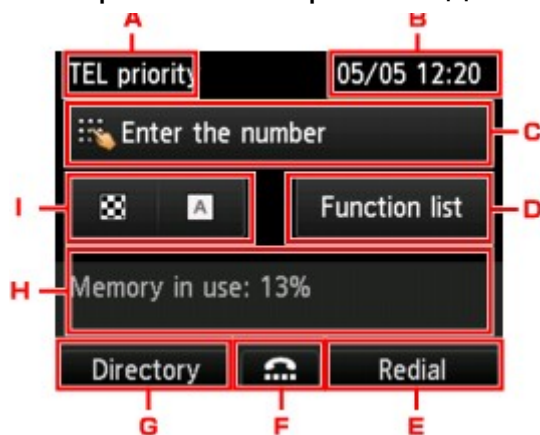 A B
TEL priority 05/05 12:20
Enter the number C
I A Function list D
H Memory in use: 13%
Directory Redial
G F E